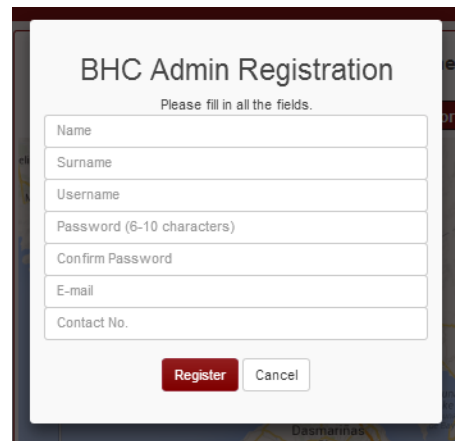 BHC Admin Registration
Please fill in all the fields.
Name
Surname
Username
Password (6-10 characters)
Confirm Password
E-mail
Contact No.
Register Cancel
Dasmariñas